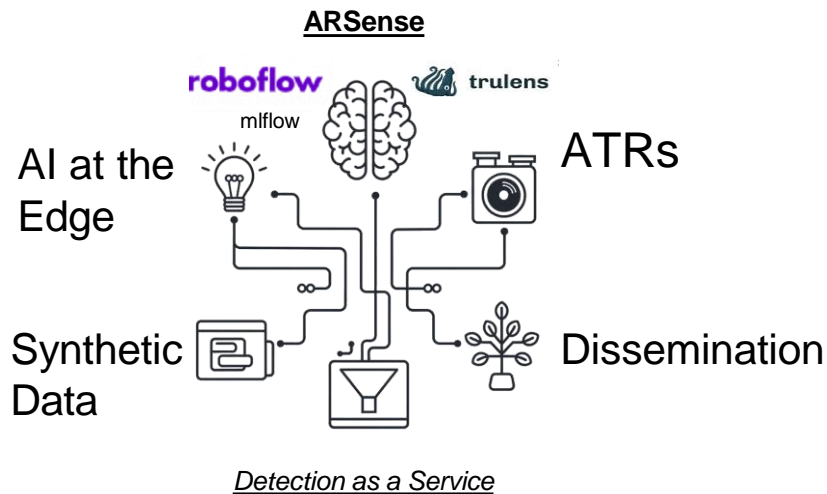 ARSense
roboflow
trulens
mlflow
AI at the
Edge
ATRs
Synthetic
Data
Dissemination
Detection as a Service